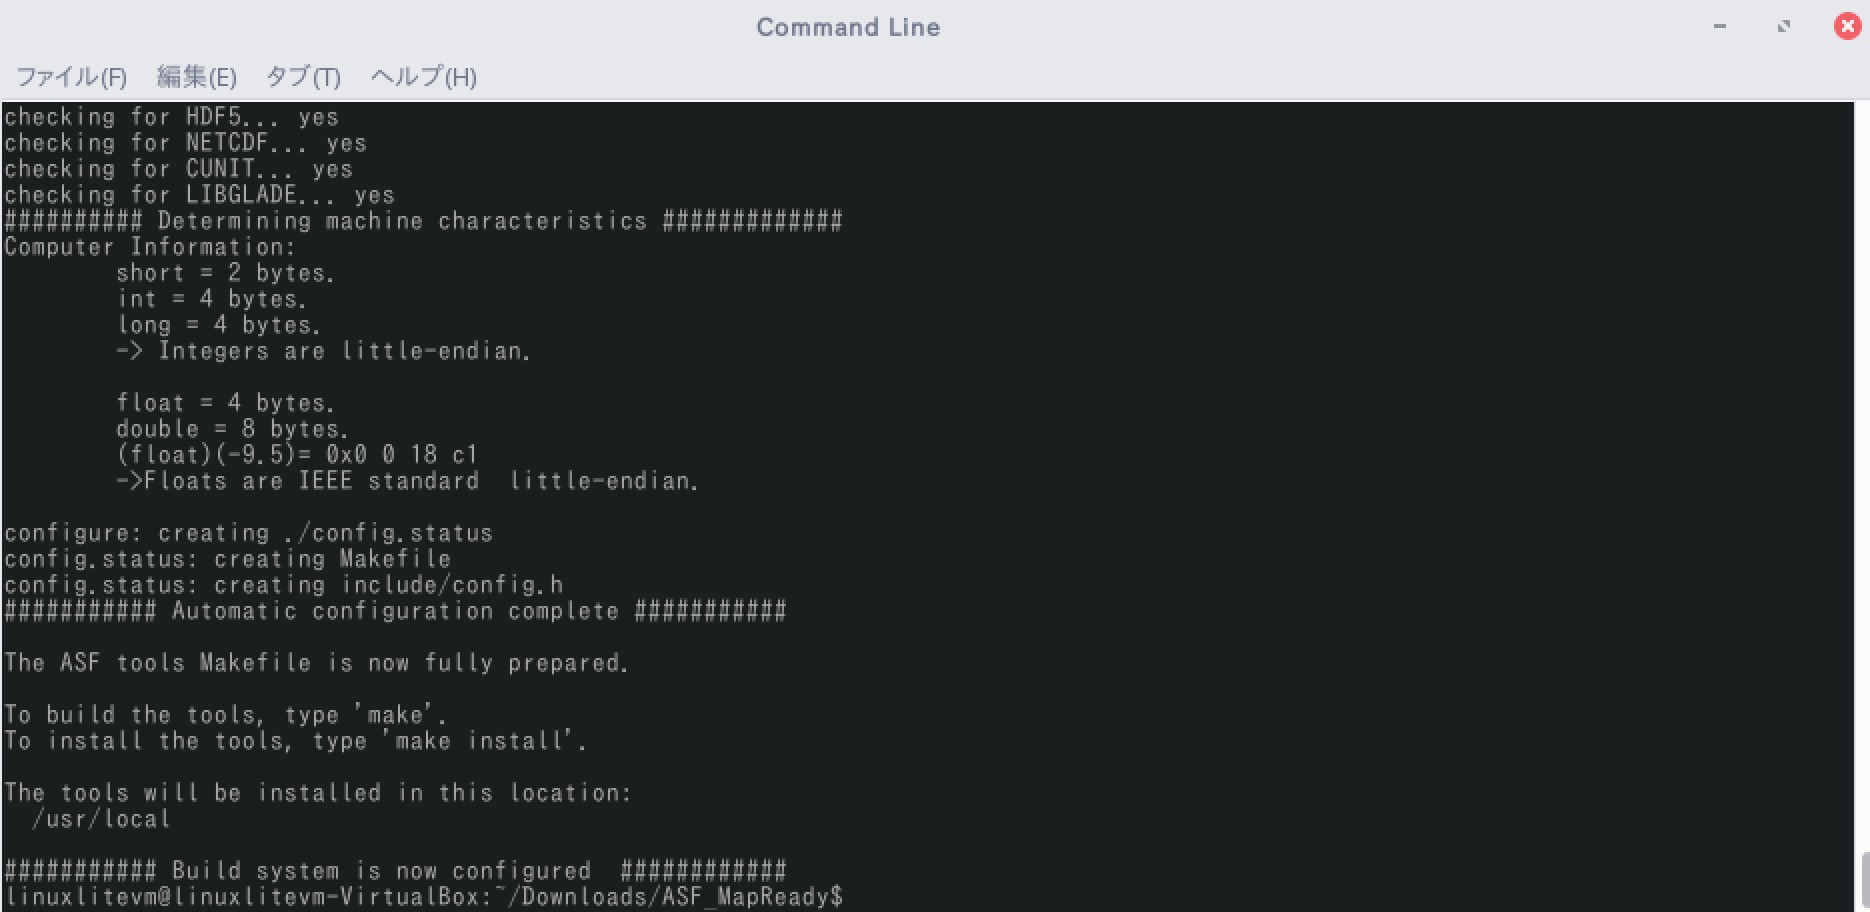 Command Line
ファイル(F) 編集(E) タブ(T) ヘルプ(H)
checking for HDF5... yes
checking for NETCDF... yes
checking for CUNIT... yes
checking for LIBGLADE... yes
########## Determining machine characteristics #############
Computer Information:
        short = 2 bytes.
        int = 4 bytes.
        long = 4 bytes.
        -> Integers are little-endian.
        float = 4 bytes.
        double = 8 bytes.
        (float)(-9.5)= 0x0 0 18 c1
        ->Floats are IEEE standard  little-endian.
configure: creating ./config.status
config.status: creating Makefile
config.status: creating include/config.h
########### Automatic configuration complete ###########
The ASF tools Makefile is now fully prepared.
To build the tools, type 'make'.
To install the tools, type 'make install'.
The tools will be installed in this location:
  /usr/local
########### Build system is now configured  ############
linuxlitevm@linuxlitevm-VirtualBox:~/Downloads/ASF_MapReady$